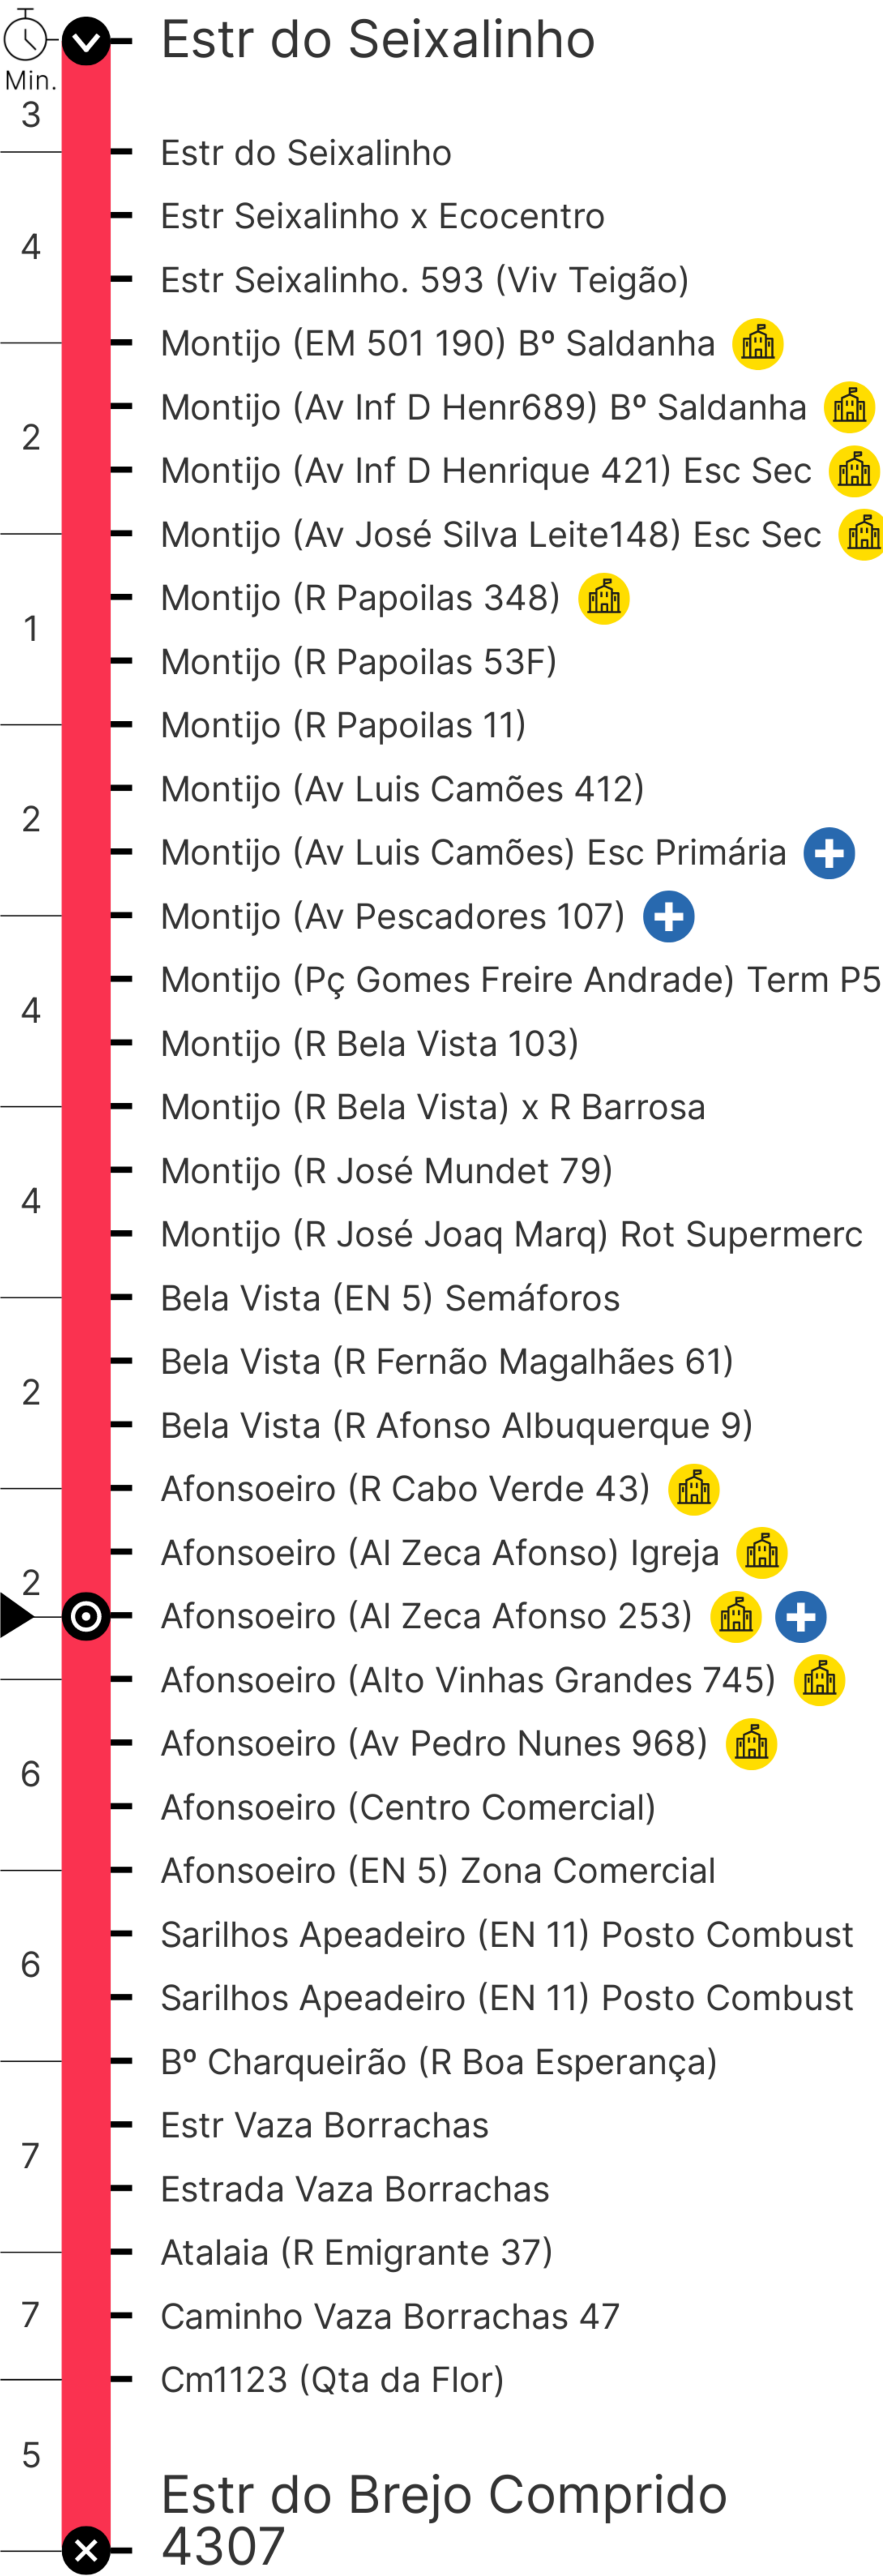 Estr do Seixalinho
Min.
3
Estr do Seixalinho
Estr Seixalinho x Ecocentro
4
Estr Seixalinho. 593 (Viv Teigão)
Montijo (EM 501 190) Bº Saldanha
Montijo (Av Inf D Henr689) Bº Saldanha
2
Montijo (Av Inf D Henrique 421) Esc Sec
Montijo (Av José Silva Leite148) Esc Sec
Montijo (R Papoilas 348)
1
Montijo (R Papoilas 53F)
Montijo (R Papoilas 11)
Montijo (Av Luis Camões 412)
2
Montijo (Av Luis Camões) Esc Primária
Montijo (Av Pescadores 107)
Montijo (Pç Gomes Freire Andrade) Term P5
4
Montijo (R Bela Vista 103)
Montijo (R Bela Vista) x R Barrosa
Montijo (R José Mundet 79)
4
Montijo (R José Joaq Marq) Rot Supermerc
Bela Vista (EN 5) Semáforos
Bela Vista (R Fernão Magalhães 61)
2
Bela Vista (R Afonso Albuquerque 9)
Afonsoeiro (R Cabo Verde 43)
Afonsoeiro (Al Zeca Afonso) Igreja
2
Afonsoeiro (Al Zeca Afonso 253)
Afonsoeiro (Alto Vinhas Grandes 745)
Afonsoeiro (Av Pedro Nunes 968)
6
Afonsoeiro (Centro Comercial)
Afonsoeiro (EN 5) Zona Comercial
Sarilhos Apeadeiro (EN 11) Posto Combust
6
Sarilhos Apeadeiro (EN 11) Posto Combust
Bº Charqueirão (R Boa Esperança)
Estr Vaza Borrachas
7
Estrada Vaza Borrachas
Atalaia (R Emigrante 37)
7
Caminho Vaza Borrachas 47
Cm1123 (Qta da Flor)
5
Estr do Brejo Comprido
4307